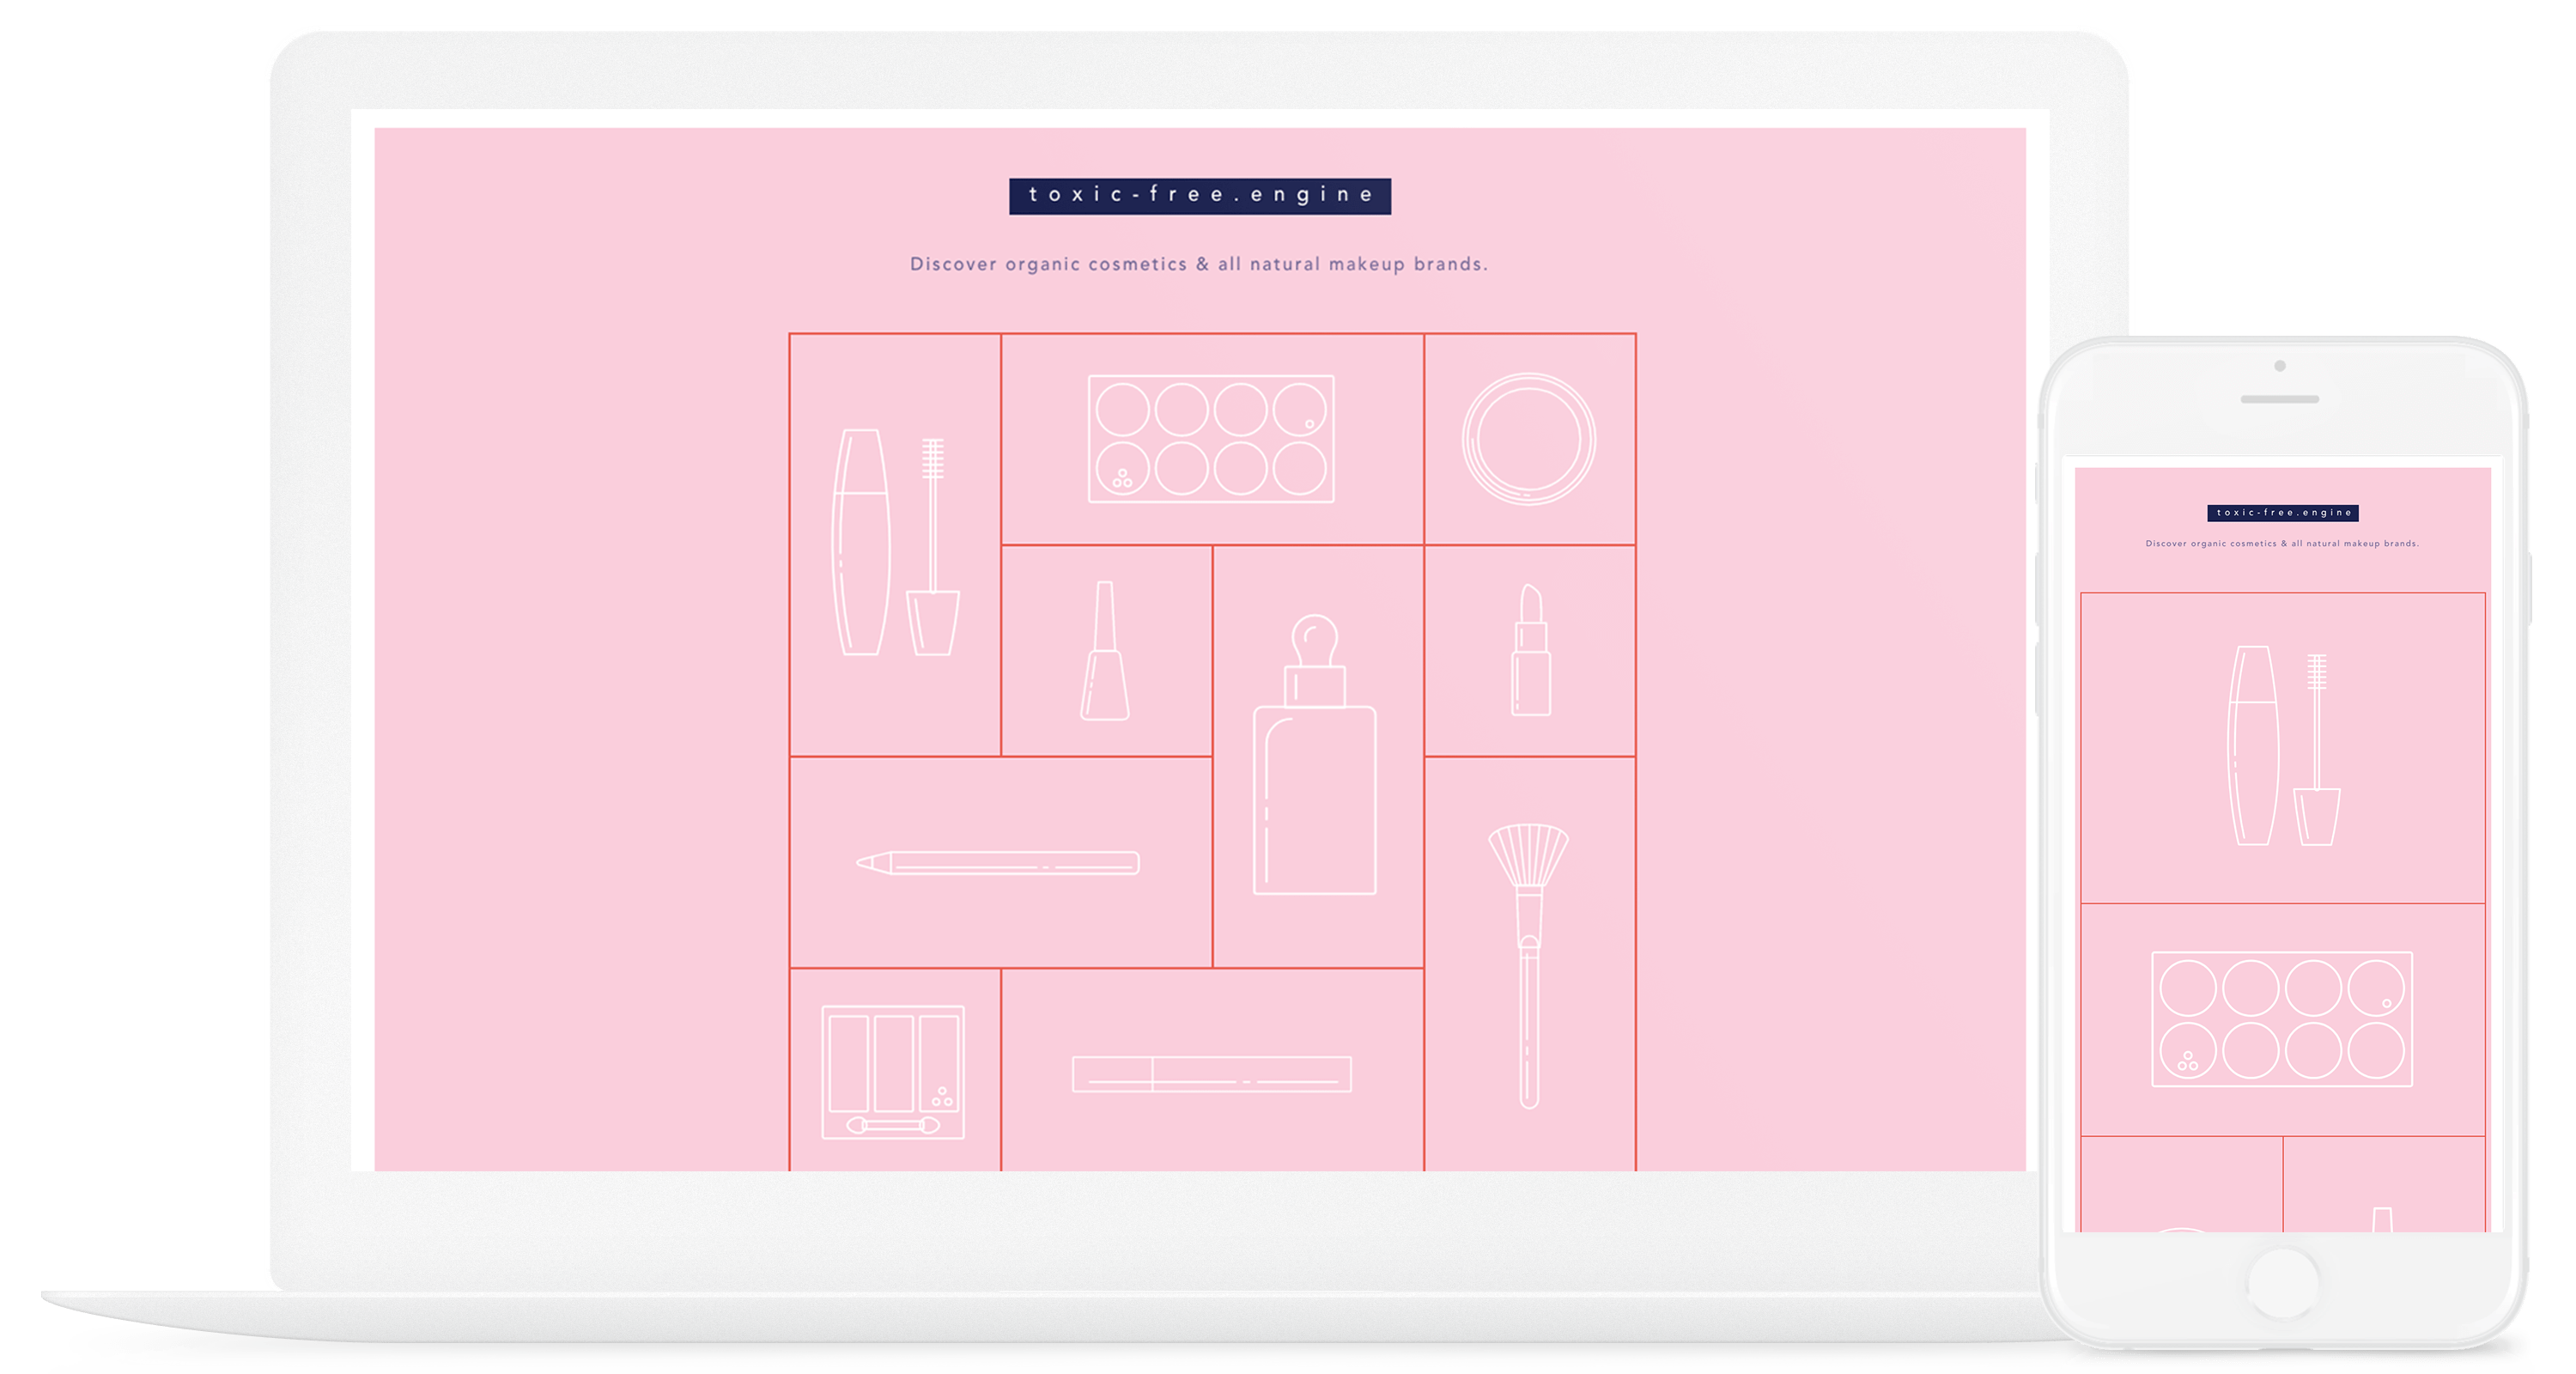 toxic-free.engine
Discover organic cosmetics & all natural makeup brands.
toxic-free.engine
Discover organic cosmetics & all natural makeup brands.